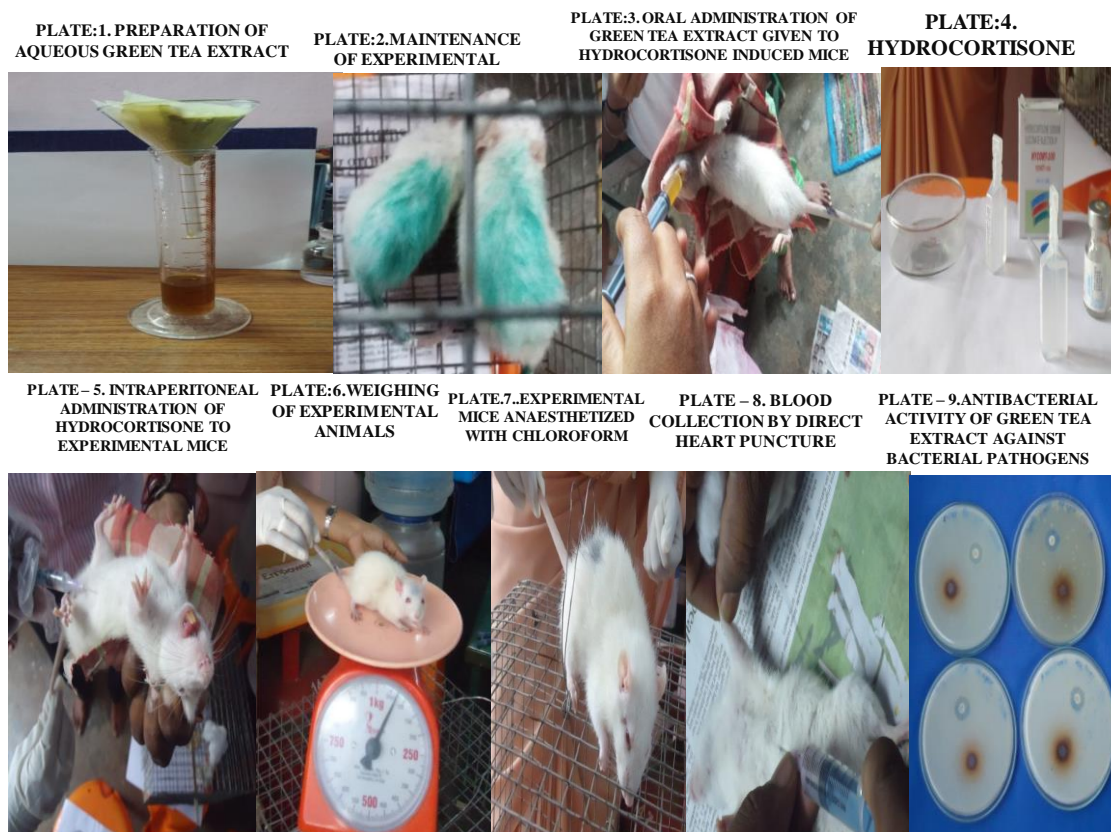 PLATE:1. PREPARATION OF
AQUEOUS GREEN TEA EXTRACT
PLATE:2.MAINTENANCE
OF EXPERIMENTAL
PLATE:3. ORAL ADMINISTRATION OF
GREEN TEA EXTRACT GIVEN TO
HYDROCORTISONE INDUCED MICE
PLATE:4.
HYDROCORTISONE
PLATE – 5. INTRAPERITONEAL
ADMINISTRATION OF
HYDROCORTISONE TO
EXPERIMENTAL MICE
PLATE:6.WEIGHING
OF EXPERIMENTAL
ANIMALS
PLATE.7..EXPERIMENTAL
MICE ANAESTHETIZED
WITH CHLOROFORM
PLATE – 8. BLOOD
COLLECTION BY DIRECT
HEART PUNCTURE
PLATE – 9.ANTIBACTERIAL
ACTIVITY OF GREEN TEA
EXTRACT AGAINST
BACTERIAL PATHOGENS
1kg
750
250
500